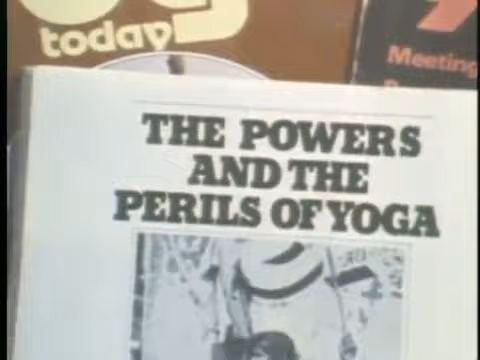 today
Meeting
THE POWERS
AND THE
PERILS OF YOGA